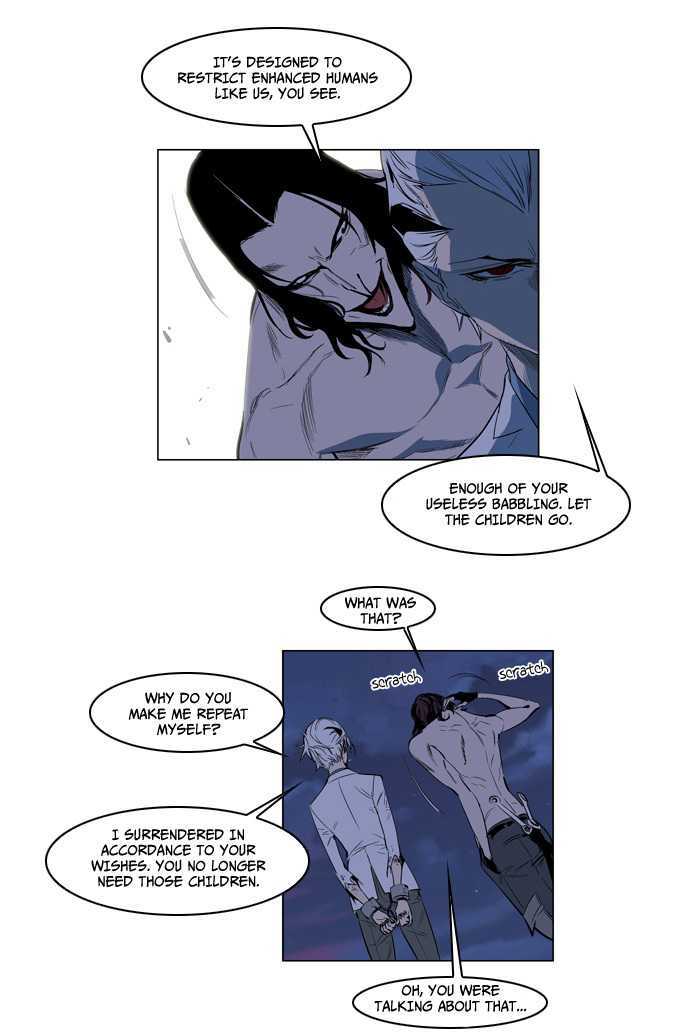 IT'S DESIGNED TO
RESTRICT ENHANCED HUMANS
LIKE US, YOU SEE.
ENOUGH OF YOUR
USELESS BABBLING. LET
THE CHILDREN GO.
WHAT WAS
THAT?
scratch
scratch
WHY DO YOU
MAKE ME REPEAT
MYSELF?
I SURRENDERED IN
ACCORDANCE TO YOUR
WISHES. YOU NO LONGER
NEED THOSE CHILDREN.
OH, YOU WERE
TALKING ABOUT THAT...